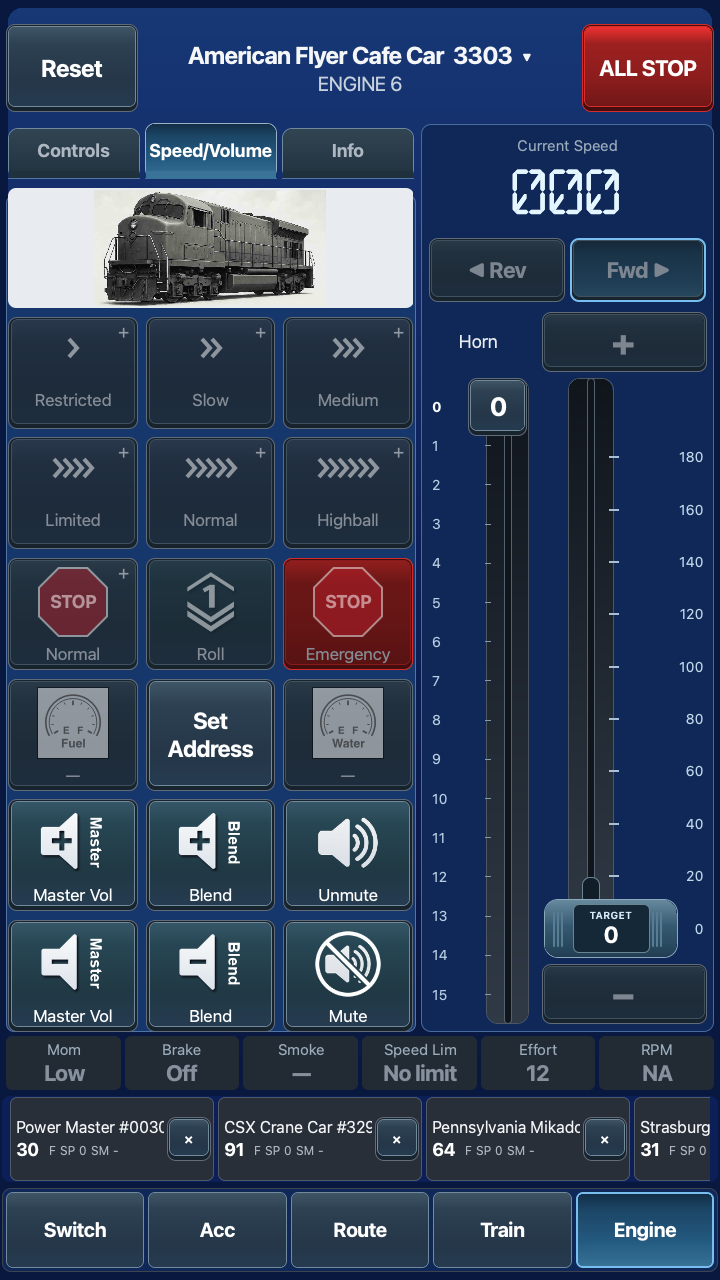 Reset
American Flyer Cafe Car 3303 ▼
ENGINE 6
ALL STOP
Controls
Speed/Volume
Info
Current Speed
000
Rev
Fwd
Horn
+
Restricted
+
Slow
+
Medium
+
Limited
+
Normal
+
Highball
+
STOP
Normal
+
1
Roll
STOP
Emergency
E F
Fuel
—
Set
Address
E F
Water
—
Master
Master Vol
Blend
Blend
Unmute
Master
Master Vol
Blend
Blend
Mute
0
0
1
2
3
4
5
6
7
8
9
10
11
12
13
14
15
180
160
140
120
100
80
60
40
20
0
TARGET
0
−
Mom
Low
Brake
Off
Smoke
—
Speed Lim
No limit
Effort
12
RPM
NA
Power Master #0030
30 F SP 0 SM -
×
CSX Crane Car #329
91 F SP 0 SM -
×
Pennsylvania Mikado
64 F SP 0 SM -
×
Strasburg
31 F SP 0
Switch
Acc
Route
Train
Engine